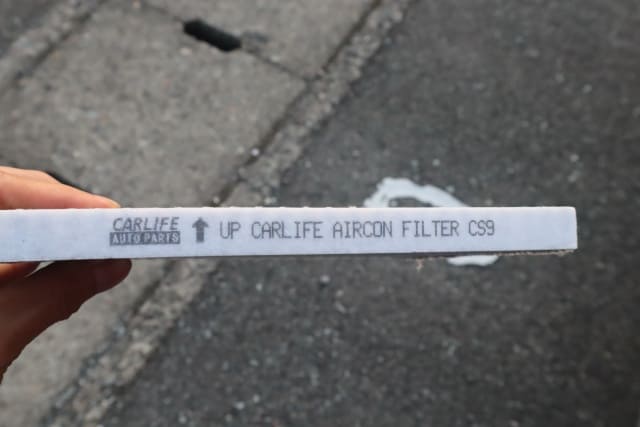 CARLIFE
AUTO PARTS
UP CARLIFE AIRCON FILTER CS9